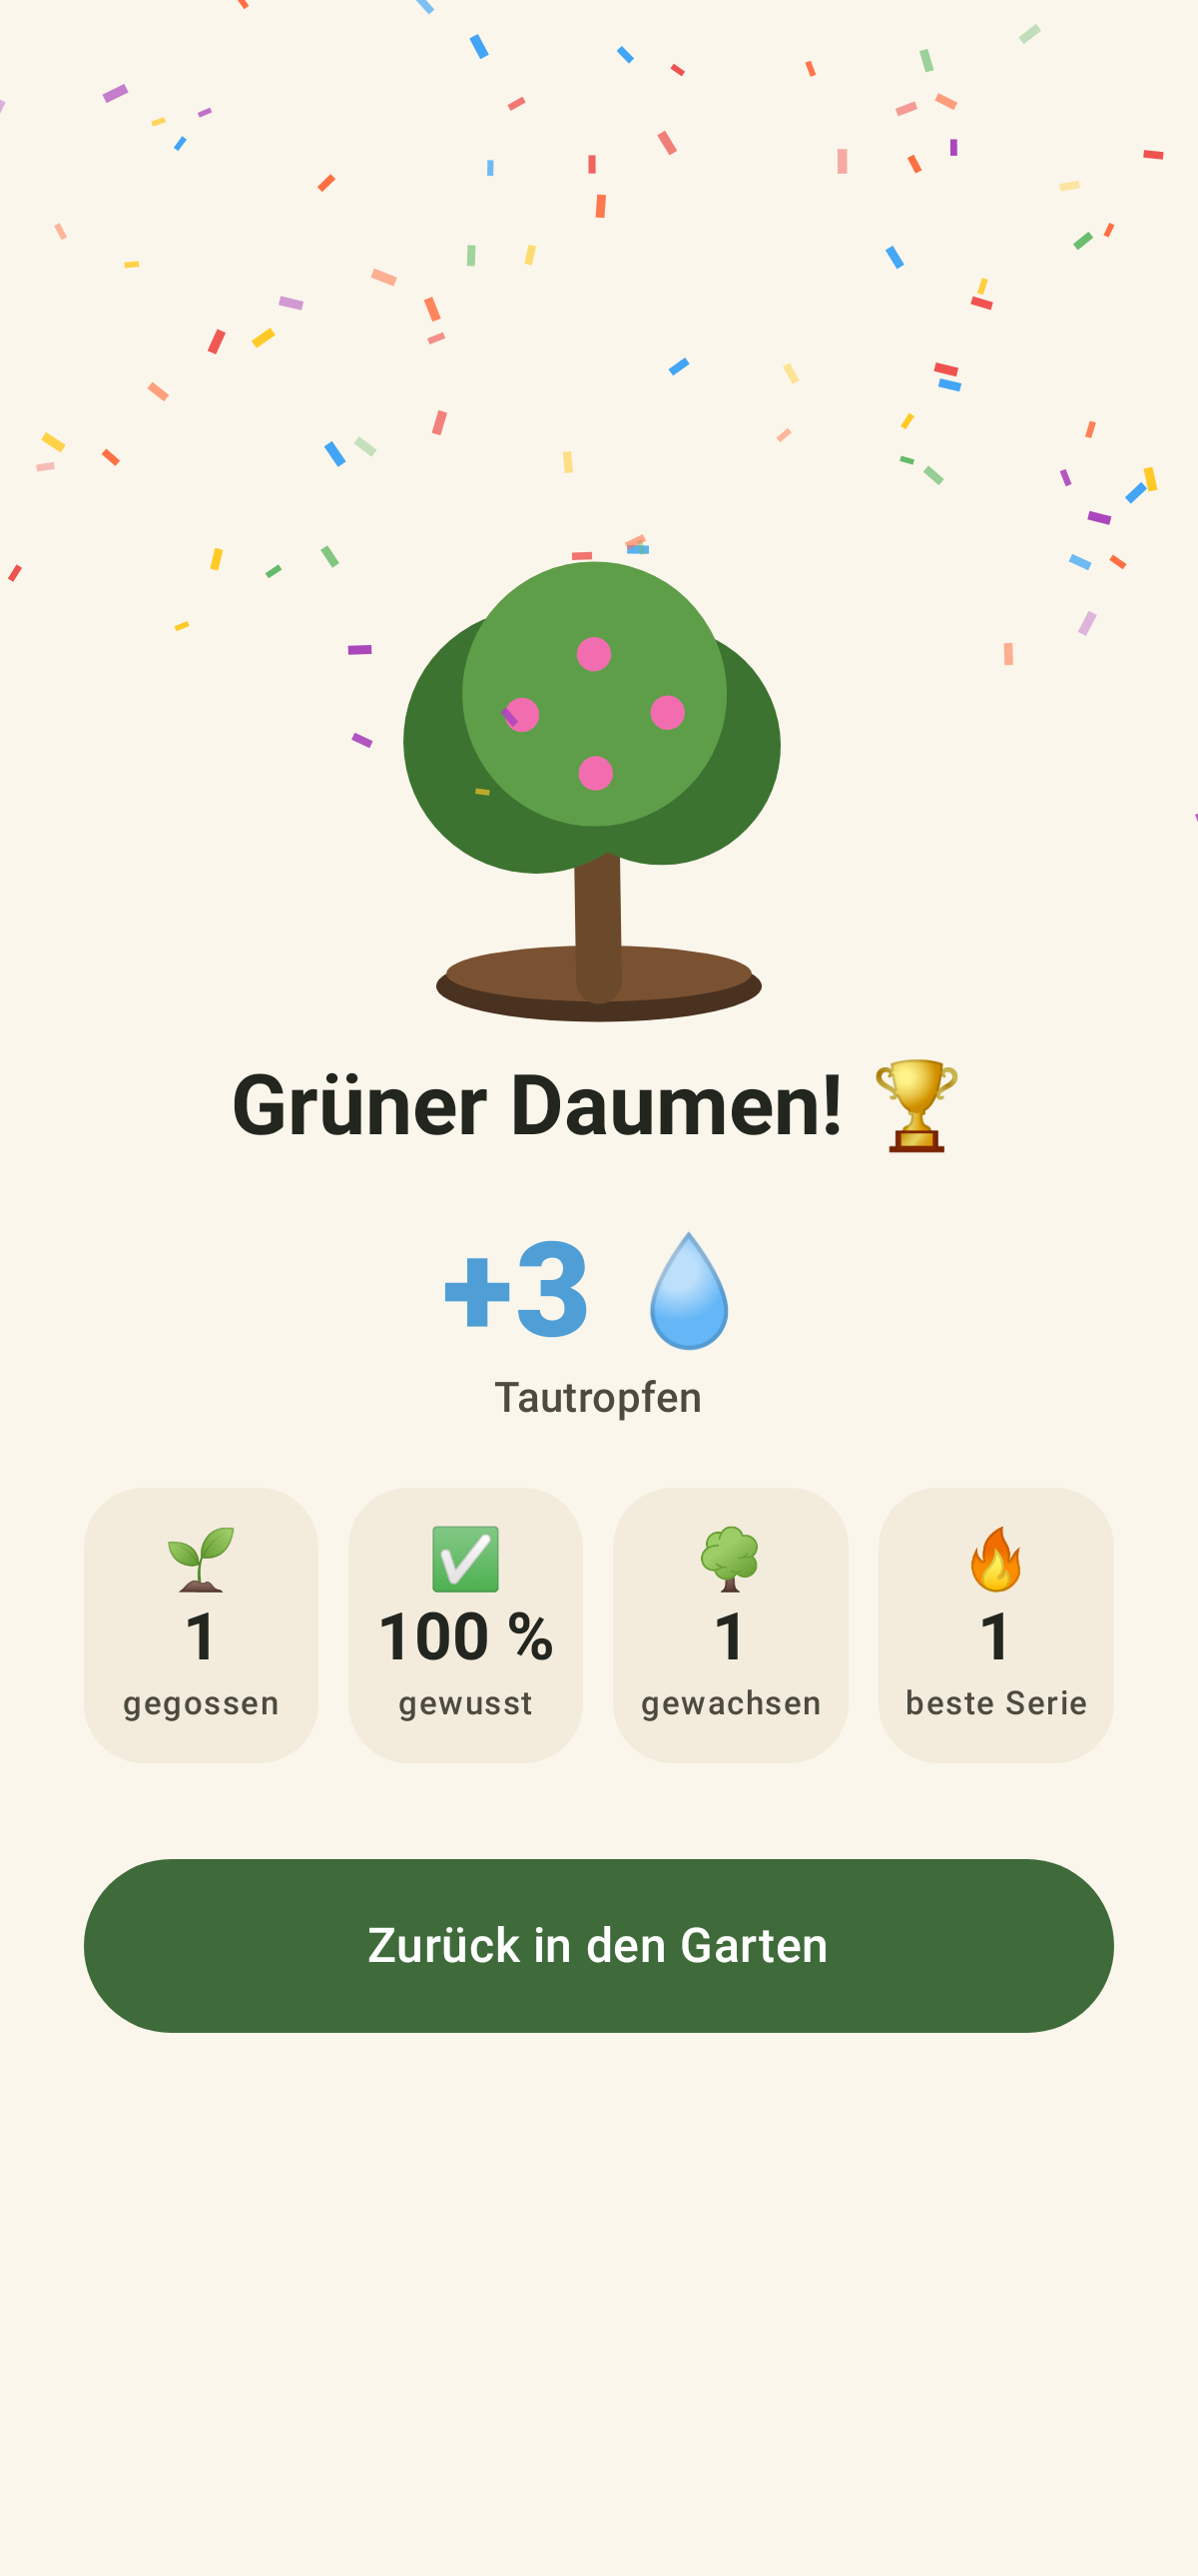 Grüner Daumen! 🏆
+3 💧
Tautropfen
1
gegossen
100 %
gewusst
1
gewachsen
1
beste Serie
Zurück in den Garten